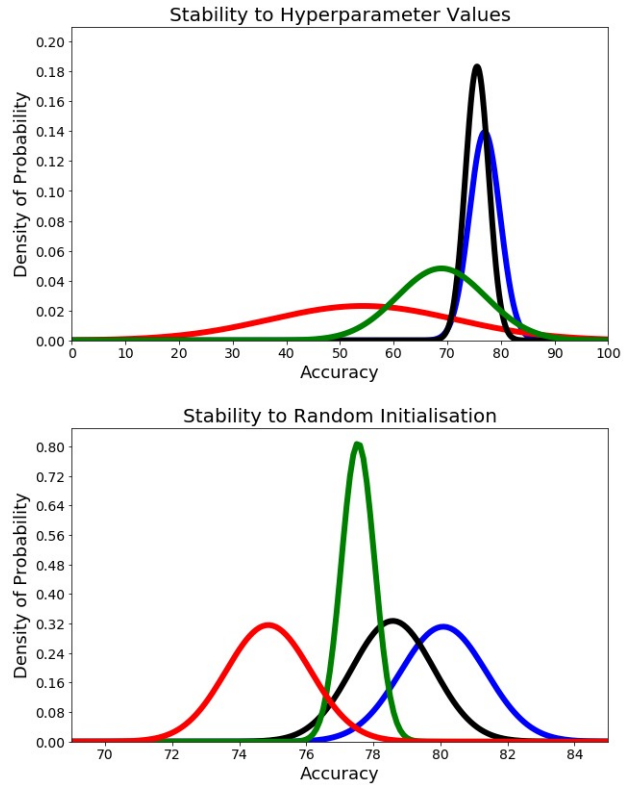 Stability to Hyperparameter Values
Density of Probability
0.20
0.18
0.16
0.14
0.12
0.10
0.08
0.06
0.04
0.02
0.00
0 10 20 30 40 50 60 70 80 90 100
Accuracy
Stability to Random Initialisation
Density of Probability
0.80
0.72
0.64
0.56
0.48
0.40
0.32
0.24
0.16
0.08
0.00
70 72 74 76 78 80 82 84
Accuracy